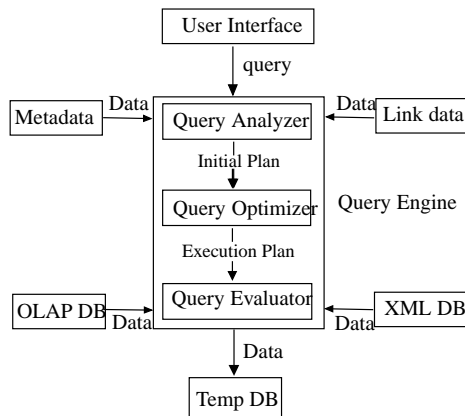 User Interface
query
Metadata
Data
Query Analyzer
Data
Link data
Initial Plan
Query Optimizer
Query Engine
Execution Plan
OLAP DB
Data
Query Evaluator
Data
XML DB
Data
Temp DB